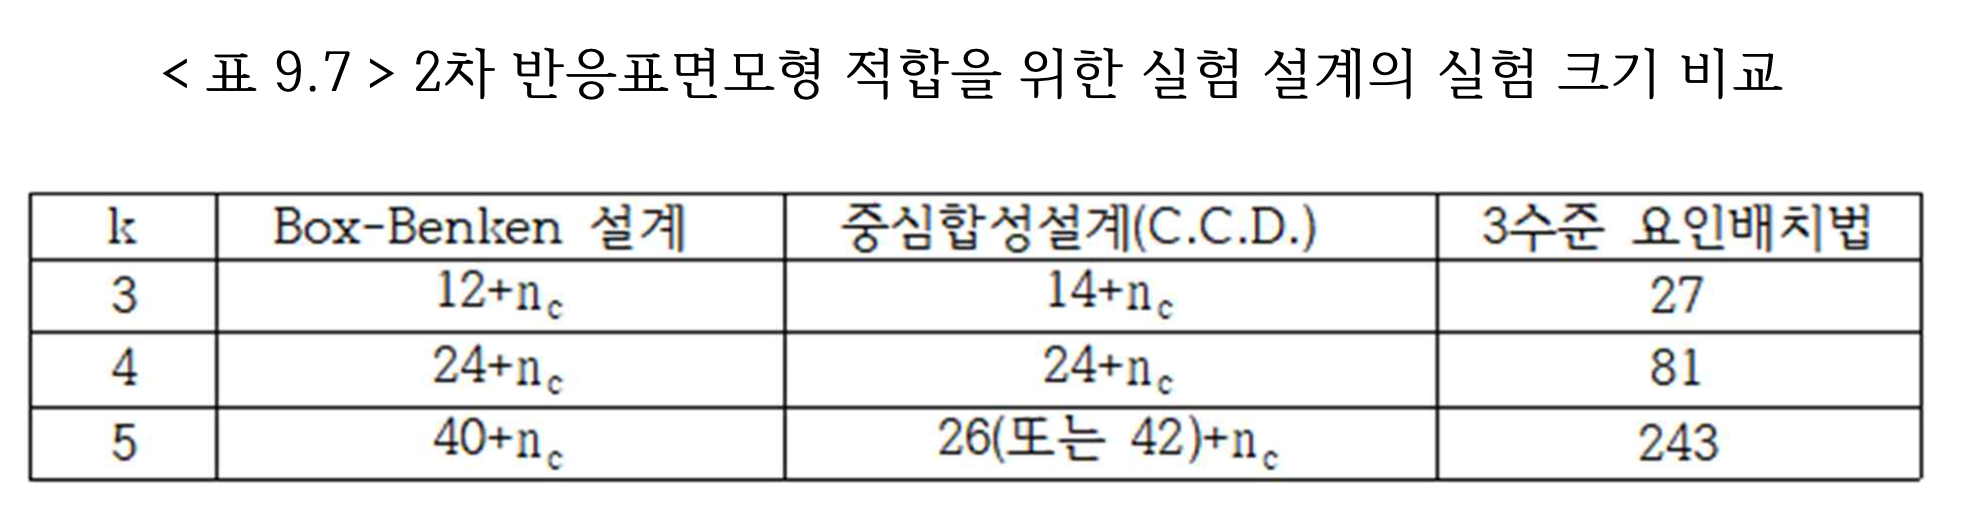 < 표 9.7 > 2차 반응표면모형 적합을 위한 실험 설계의 실험 크기 비교
k Box-Benken 설계 중심합성설계(C.C.D.) 3수준 요인배치법
3 12+n_c 14+n_c 27
4 24+n_c 24+n_c 81
5 40+n_c 26(또는 42)+n_c 243